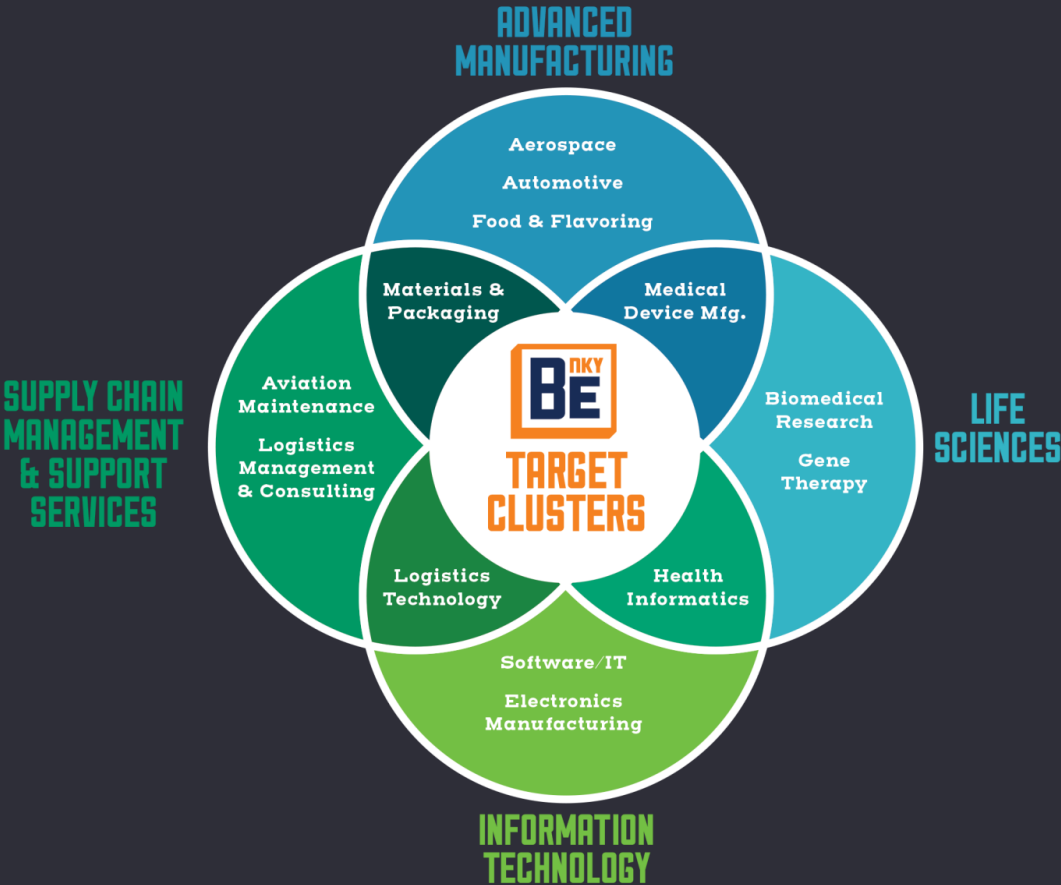 ADVANCED
MANUFACTURING
Aerospace
Automotive
Food & Flavoring
Materials &
Packaging
Medical
Device Mfg.
SUPPLY CHAIN
MANAGEMENT
& SUPPORT
SERVICES
Aviation
Maintenance
Logistics
Management
& Consulting
BE NKY
TARGET
CLUSTERS
Biomedical
Research
Gene
Therapy
LIFE
SCIENCES
Logistics
Technology
Health
Informatics
Software/IT
Electronics
Manufacturing
INFORMATION
TECHNOLOGY